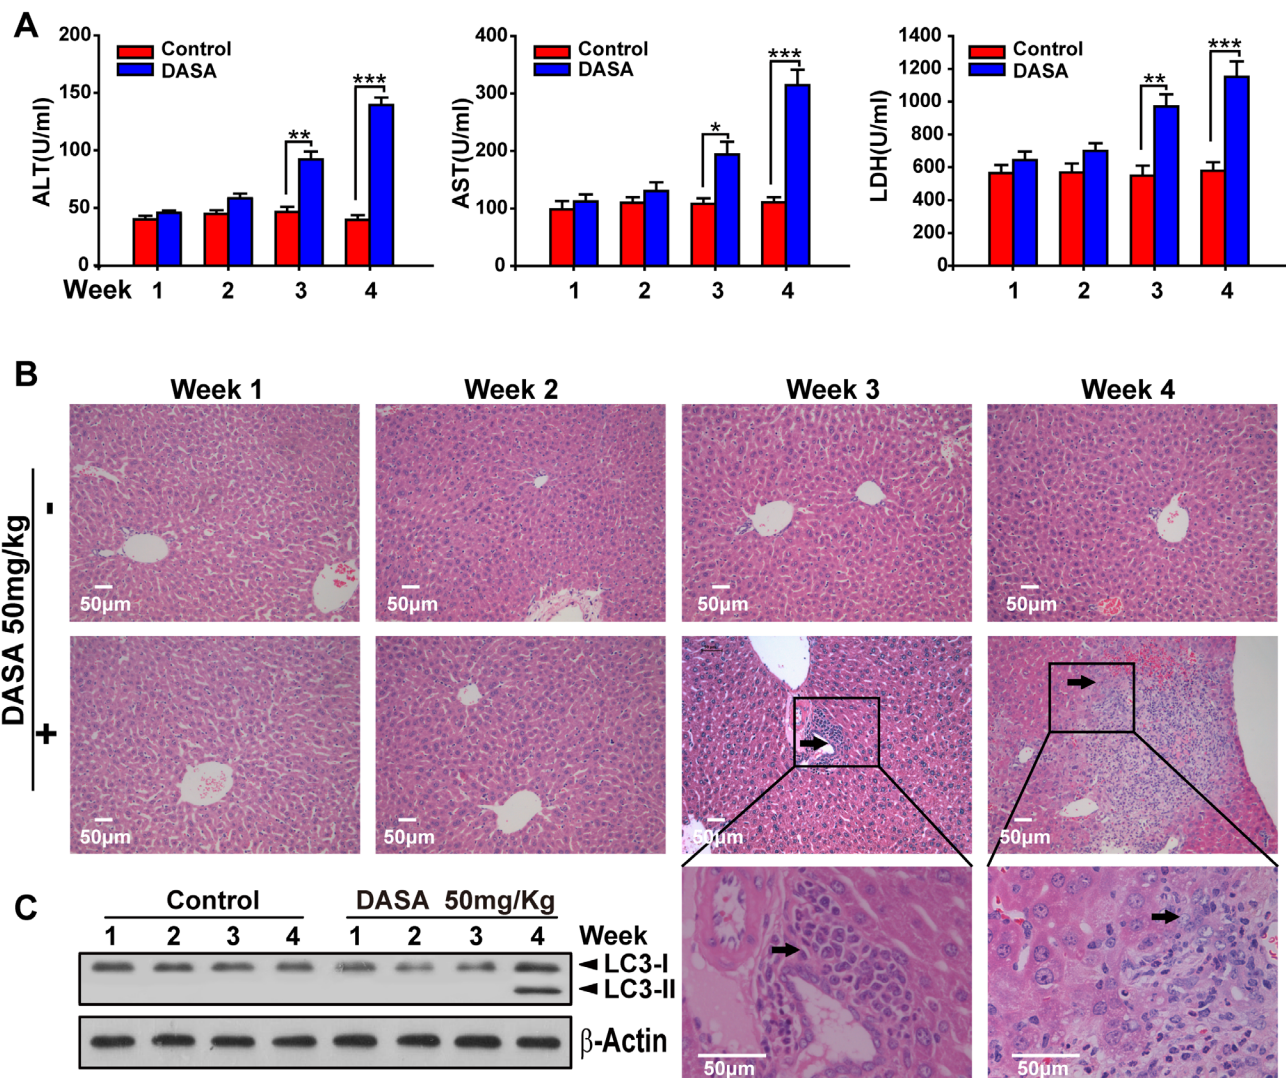 A
200
150
100
50
0
ALT(U/ml)
Control
DASA
**
***
Week 1 2 3 4
400
300
200
100
0
AST(U/ml)
Control
DASA
*
***
1 2 3 4
1400
1200
1000
800
600
400
200
0
LDH(U/ml)
Control
DASA
**
***
1 2 3 4
B
Week 1 Week 2 Week 3 Week 4
DASA 50mg/kg
-
+
50µm 50µm 50µm 50µm
50µm 50µm 50µm 50µm
50µm 50µm
C
Control DASA 50mg/Kg
1 2 3 4 1 2 3 4 Week
LC3-I
LC3-II
β-Actin